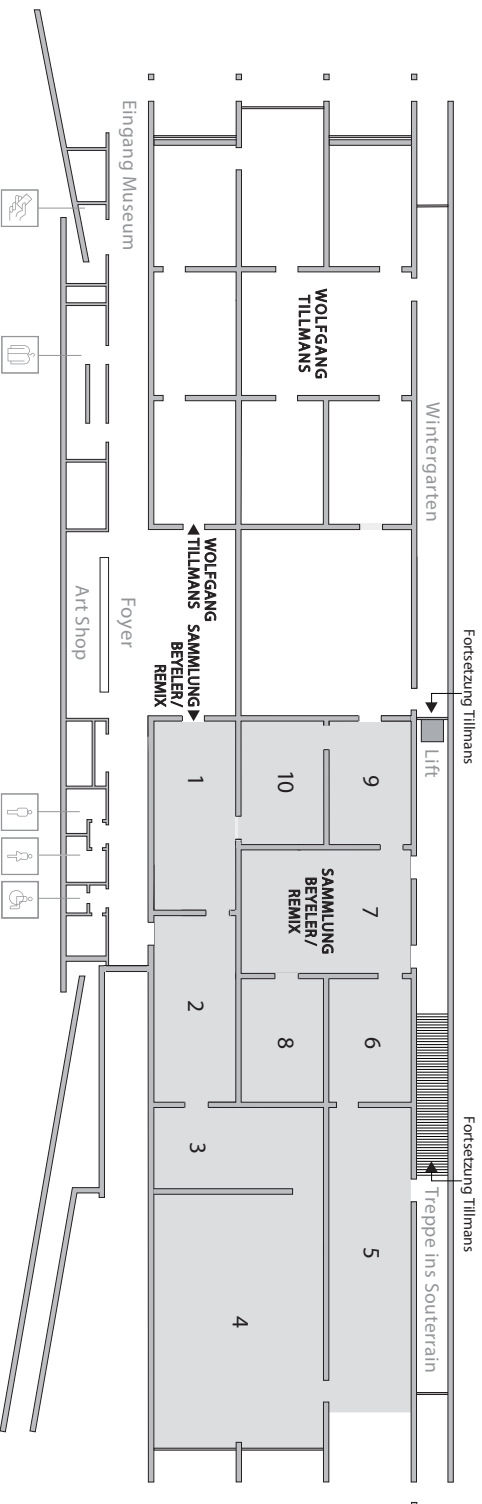 Fortsetzung Tillmans
Fortsetzung Tillmans
Wintergarten
Lift
Treppe ins Souterrain
WOLFGANG
TILLMANS
9
7
6
5
10
SAMMLUNG
BEYELER/
REMIX
8
4
WOLFGANG
TILLMANS
SAMMLUNG
BEYELER/
REMIX
1
2
3
Eingang Museum
Foyer
Art Shop